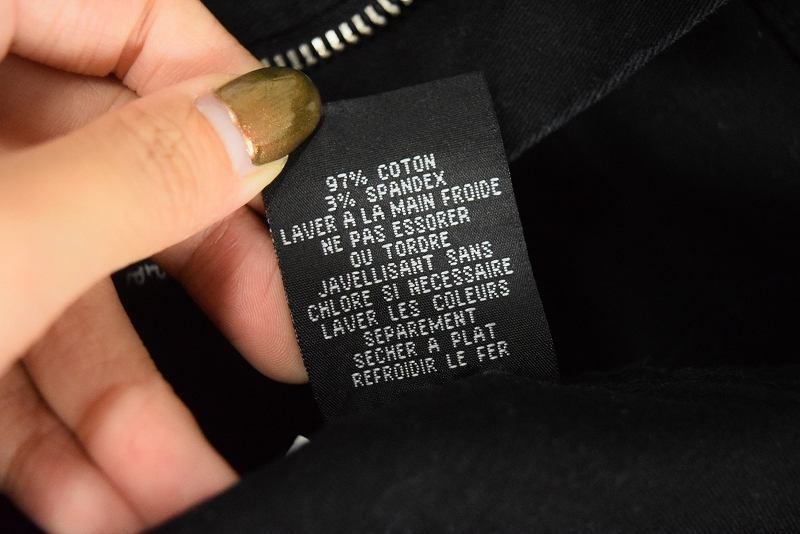 97% COTON
3% SPANDEX
LAVER A LA MAIN FROIDE
NE PAS ESSORER
OU TORDRE
JAVELLISANT SANS
CHLORE SI NECESSAIRE
LAVER LES COLEURS
SEPAREMENT
SECHER A PLAT
REFROIDIR LE FER